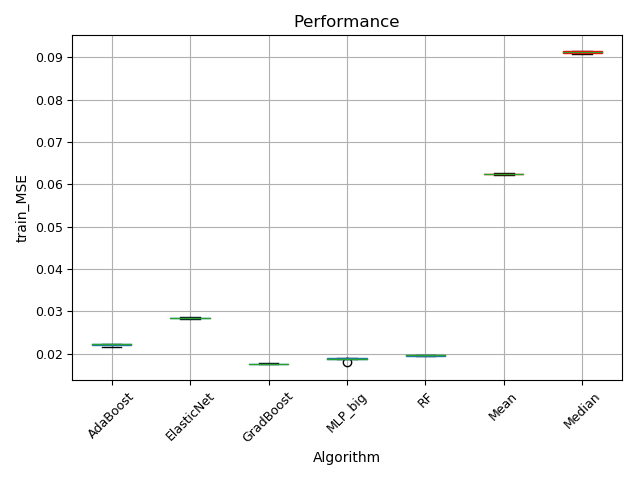 Performance
train_MSE
0.09
0.08
0.07
0.06
0.05
0.04
0.03
0.02
AdaBoost
ElasticNet
GradBoost
MLP_big
RF
Mean
Median
Algorithm